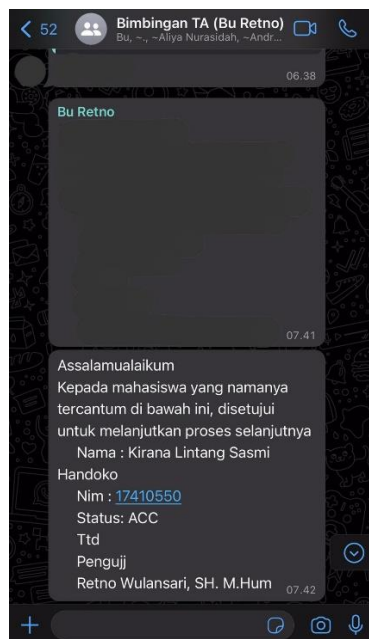 52
Bimbingan TA (Bu Retno)
Bu, ~., ~Aliya Nurasidah, ~Andr...
06.38
Bu Retno
07.41
Assalamualaikum
Kepada mahasiswa yang namanya
tercantum di bawah ini, disetujui
untuk melanjutkan proses selanjutnya
Nama : Kirana Lintang Sasmi
Handoko
Nim : 17410550
Status: ACC
Ttd
Pengujj
Retno Wulansari, SH. M.Hum
07.42